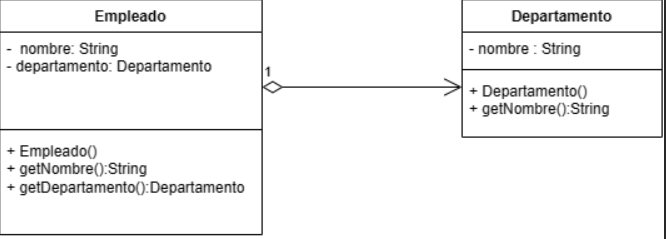 Empleado
- nombre: String
- departamento: Departamento
+ Empleado()
+ getNombre():String
+ getDepartamento():Departamento
1
Departamento
- nombre : String
+ Departamento()
+ getNombre():String